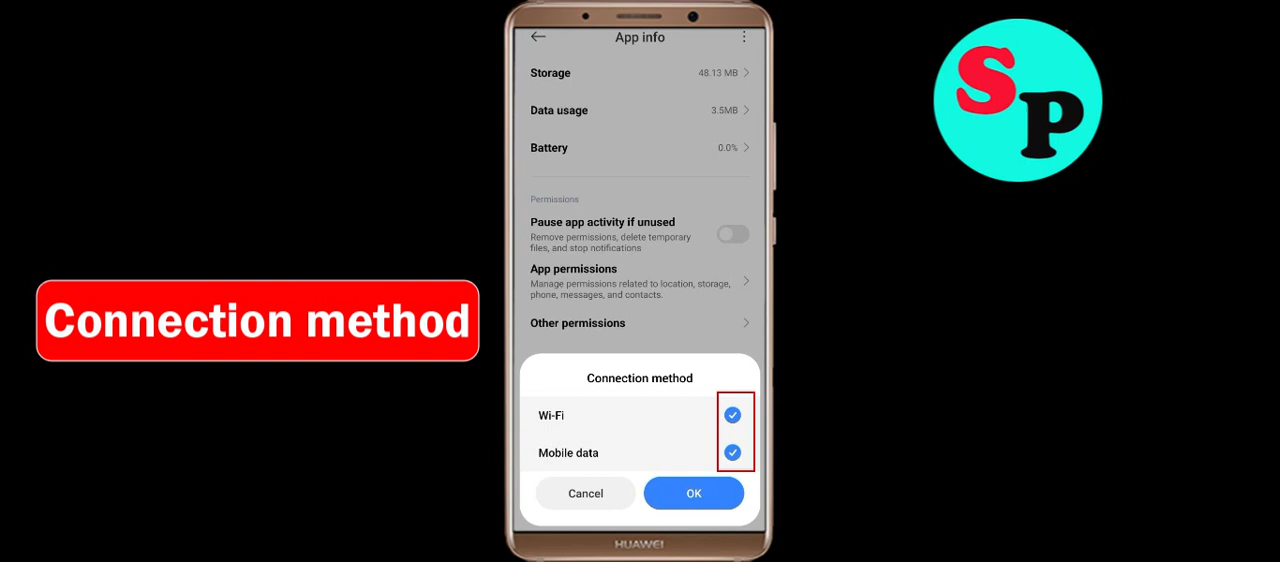 App info
Storage 48.13 MB
Data usage 3.5MB
Battery 0.0%
Permissions
Pause app activity if unused
Remove permissions, delete temporary
files, and stop notifications
App permissions
Manage permissions related to location, storage,
phone, messages, and contacts.
Other permissions
Connection method
Connection method
Wi-Fi
Mobile data
Cancel OK
HUAWEI
SP